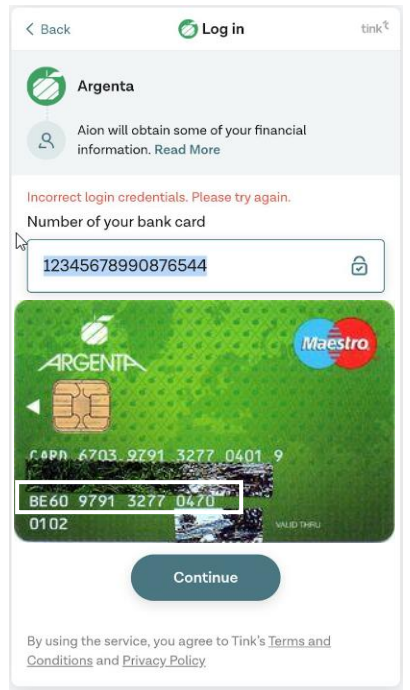 Back
Log in
tink
Argenta
Aion will obtain some of your financial
information. Read More
Incorrect login credentials. Please try again.
Number of your bank card
12345678990876544
Maestro
ARGENTA
CARD 6703 9791 3277 0401 9
BE60 9791 3277 0470
0102
VALID THRU
Continue
By using the service, you agree to Tink's Terms and
Conditions and Privacy Policy